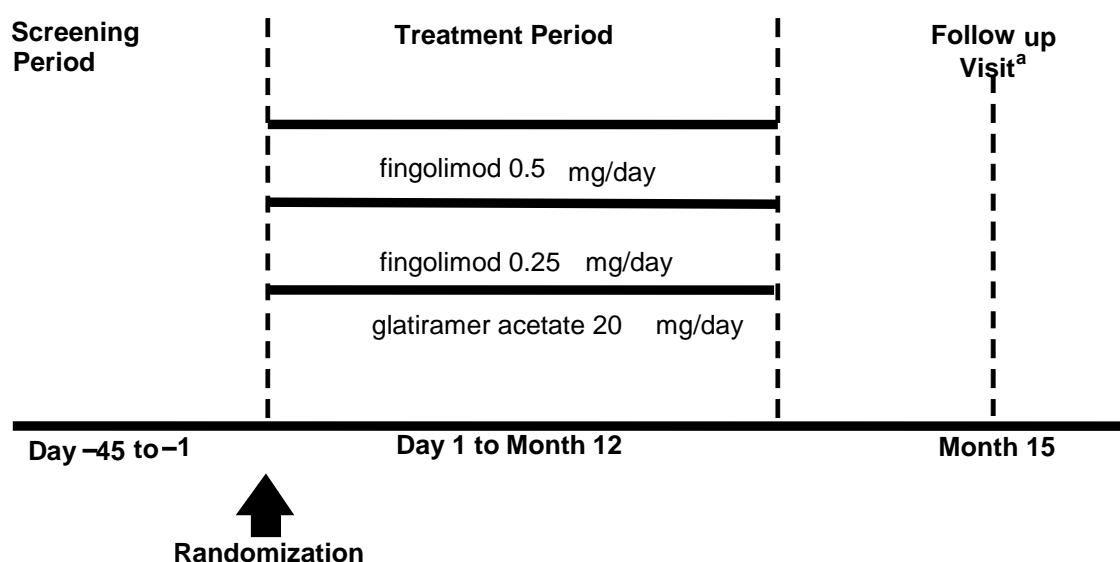 Screening
Period
Treatment Period
Follow up
Visitᵃ
fingolimod 0.5 mg/day
fingolimod 0.25 mg/day
glatiramer acetate 20 mg/day
Day −45 to −1
Day 1 to Month 12
Month 15
Randomization